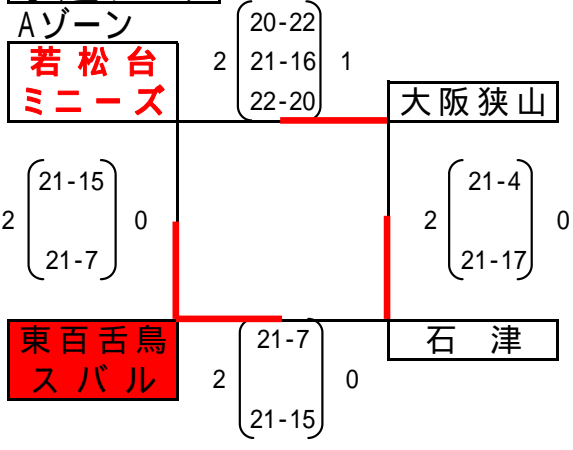 Aゾーン
若松台
ミニーズ
2 20-22 1
21-16
22-20
大阪狭山
2 21-15 0
21-7
2 21-4 0
21-17
東百舌鳥
スバル
石津
2 21-7 0
21-15